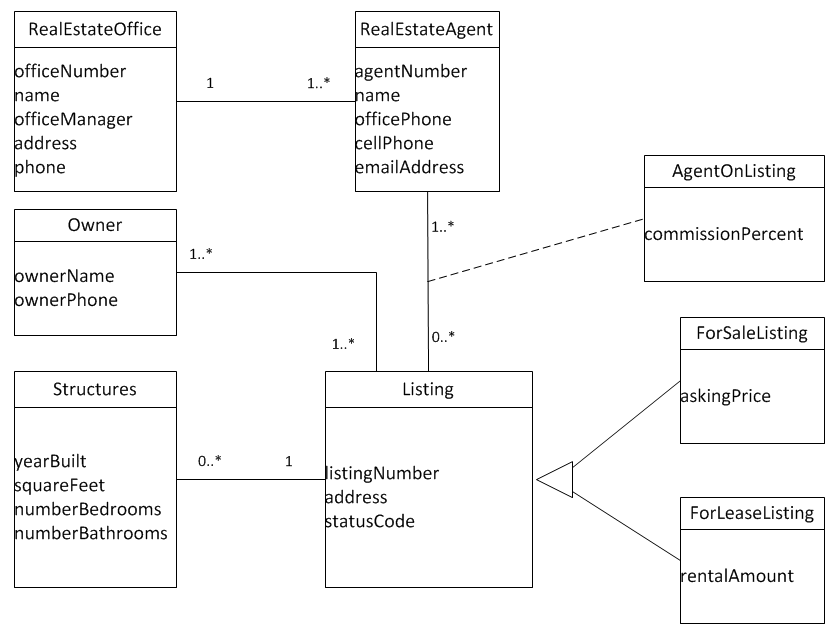 RealEstateOffice
officeNumber
name
officeManager
address
phone
1
1..*
RealEstateAgent
agentNumber
name
officePhone
cellPhone
emailAddress
AgentOnListing
commissionPercent
1..*
0..*
Owner
ownerName
ownerPhone
1..*
1..*
ForSaleListing
askingPrice
Structures
yearBuilt
squareFeet
numberBedrooms
numberBathrooms
0..*
1
Listing
listingNumber
address
statusCode
ForLeaseListing
rentalAmount